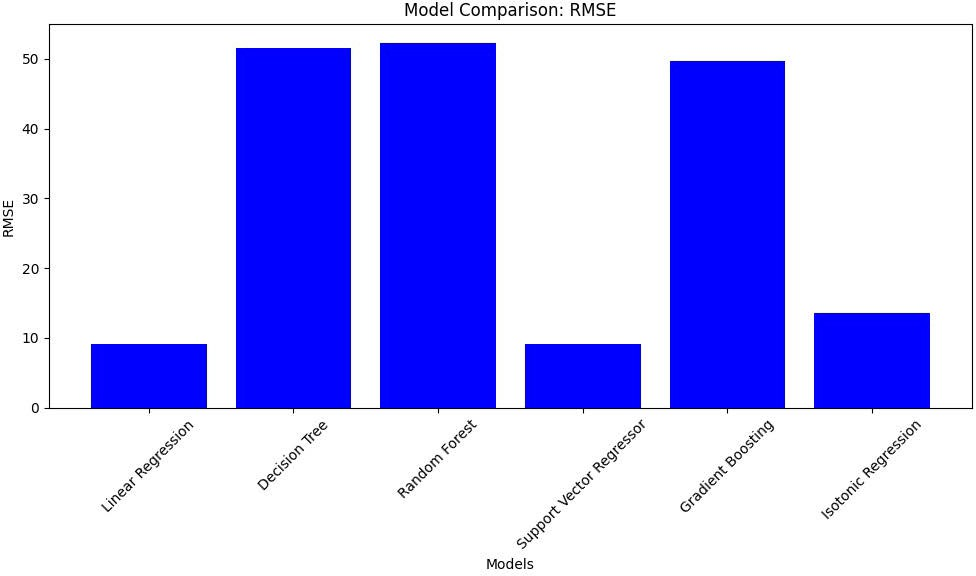 Model Comparison: RMSE
RMSE
50
40
30
20
10
0
Linear Regression
Decision Tree
Random Forest
Support Vector Regressor
Gradient Boosting
Isotonic Regression
Models